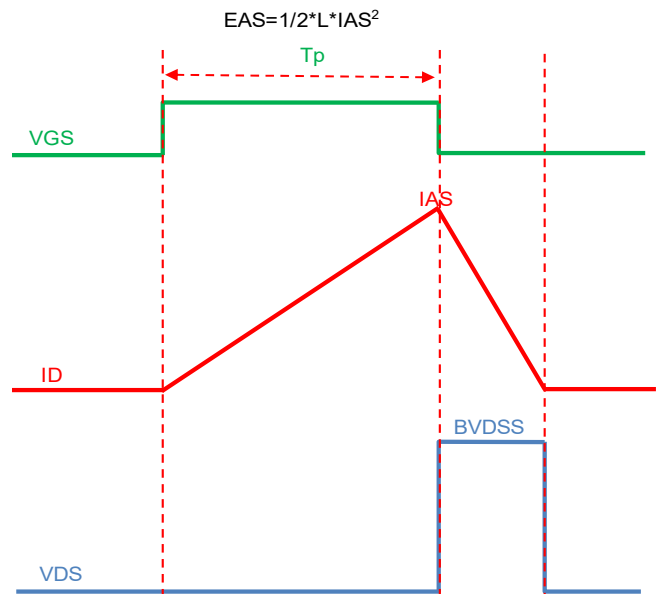 EAS=1/2*L*IAS²
Tp
VGS
IAS
ID
BVDSS
VDS